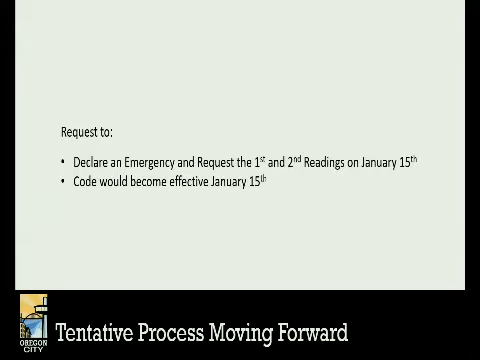 Request to:
• Declare an Emergency and Request the 1st and 2nd Readings on January 15th
• Code would become effective January 15th
OREGON
CITY
Tentative Process Moving Forward